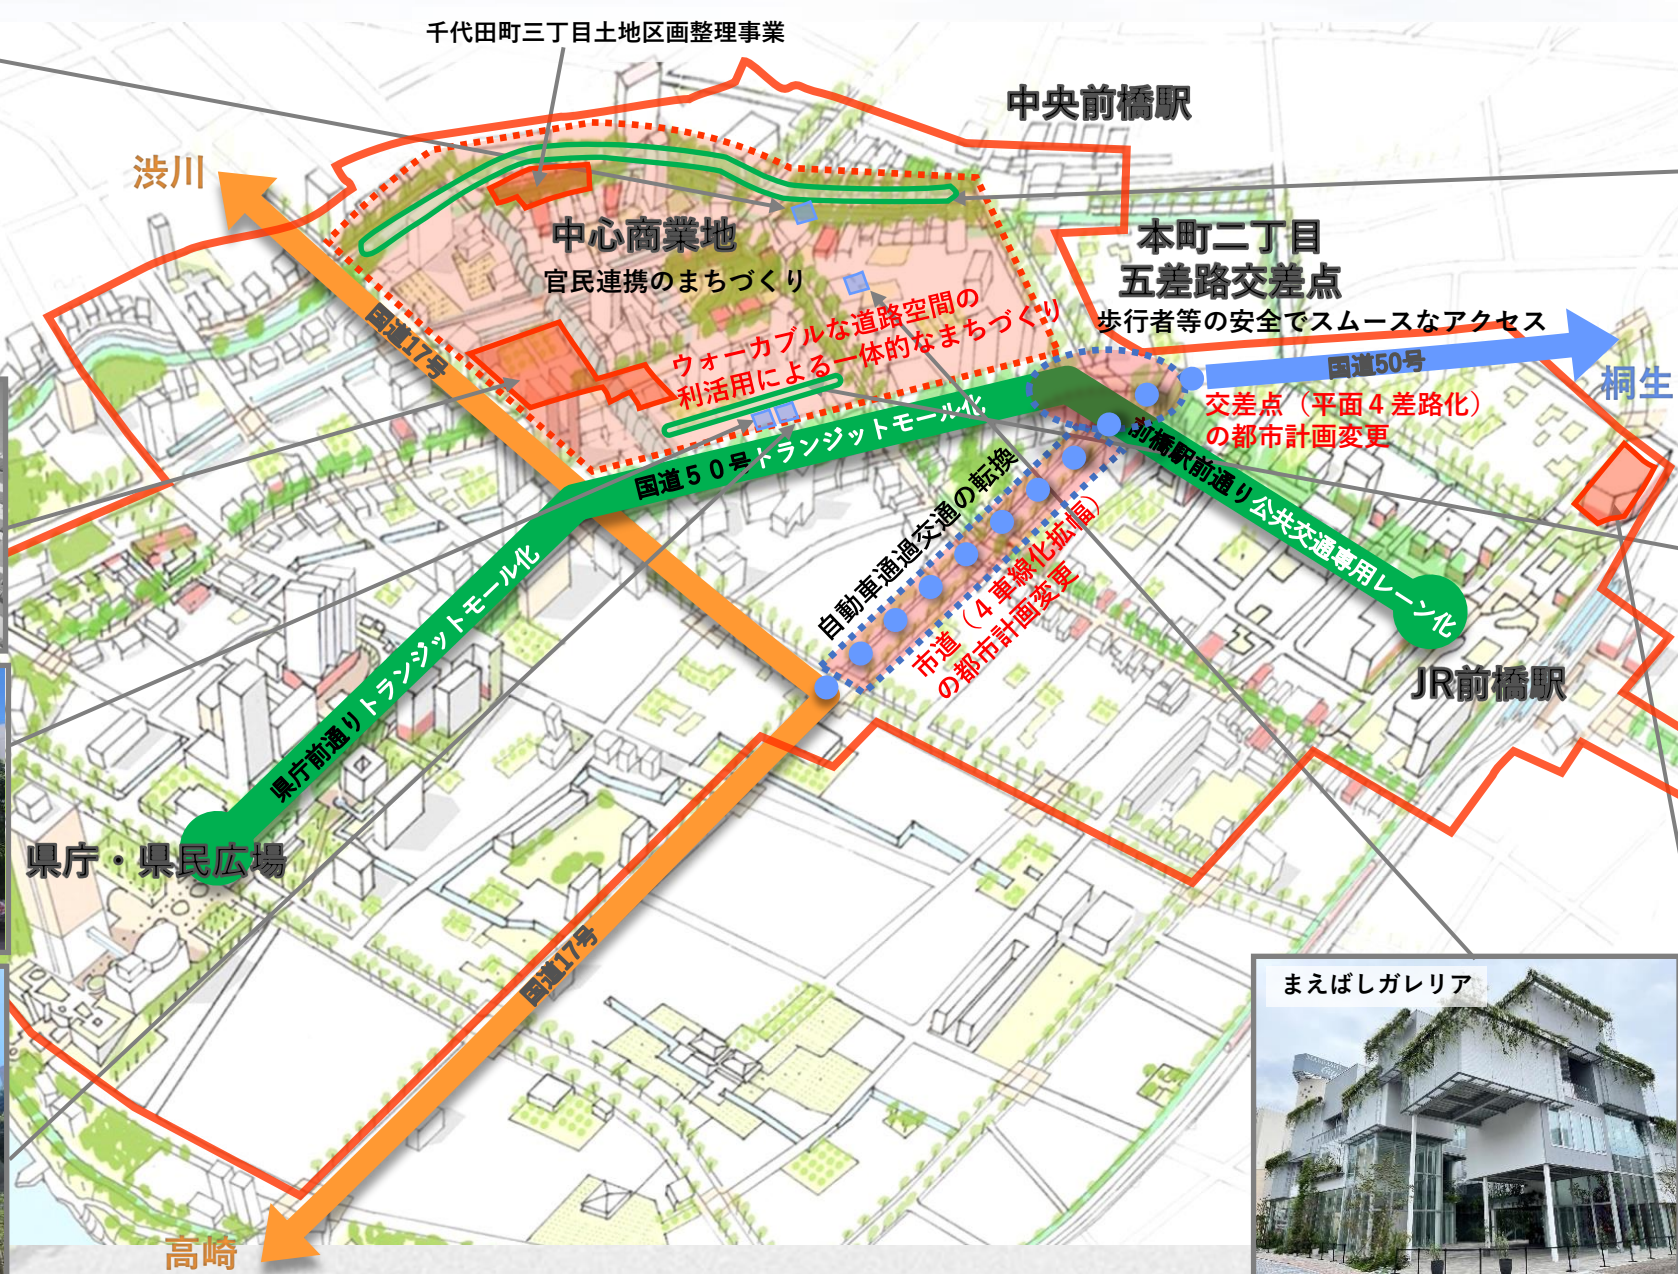 千代田町三丁目土地区画整理事業
中央前橋駅
渋川
中心商業地
官民連携のまちづくり
本町二丁目
五差路交差点
歩行者等の安全でスムースなアクセス
国道17号
ウォーカブルな道路空間の
利活用による一体的なまちづくり
国道50号
桐生
交差点（平面４差路化）
の都市計画変更
国道５０号トランジットモール化
前橋駅前通り公共交通専用レーン化
自動車通過交通の転換
市道（４車線化拡幅）
の都市計画変更
県庁前通りトランジットモール化
JR前橋駅
県庁・県民広場
国道17号
まえばしガレリア
高崎